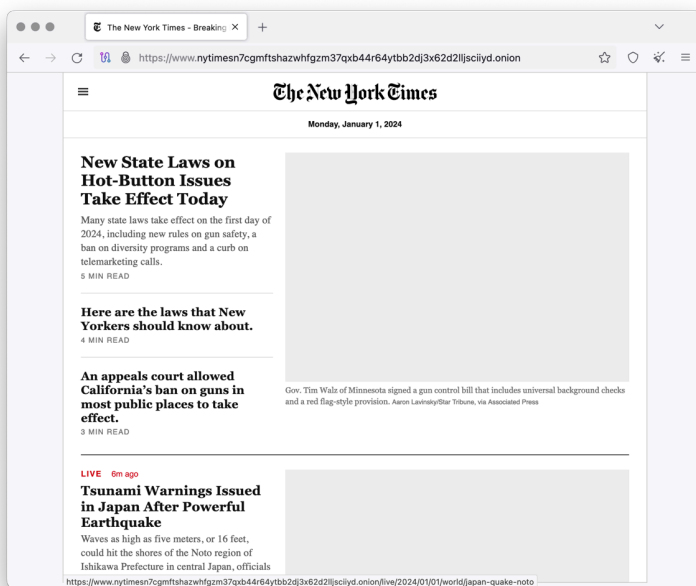 The New York Times - Breaking
https://www.nytimesn7cgmftshazwhfgzm37qxb44r64ytbb2dj3x62d2lljsciiyd.onion
The New York Times
Monday, January 1, 2024
New State Laws on
Hot-Button Issues
Take Effect Today
Many state laws take effect on the first day of
2024, including new rules on gun safety, a
ban on diversity programs and a curb on
telemarketing calls.
5 MIN READ
Here are the laws that New
Yorkers should know about.
4 MIN READ
An appeals court allowed
California’s ban on guns in
most public places to take
effect.
3 MIN READ
Gov. Tim Walz of Minnesota signed a gun control bill that includes universal background checks
and a red flag-style provision. Aaron Lavinsky/Star Tribune, via Associated Press
LIVE 6m ago
Tsunami Warnings Issued
in Japan After Powerful
Earthquake
Waves as high as five meters, or 16 feet,
could hit the shores of the Noto region of
Ishikawa Prefecture in central Japan, officials
https://www.nytimesn7cgmftshazwhfgzm37qxb44r64ytbb2dj3x62d2lljsciiyd.onion/live/2024/01/01/world/japan-quake-noto